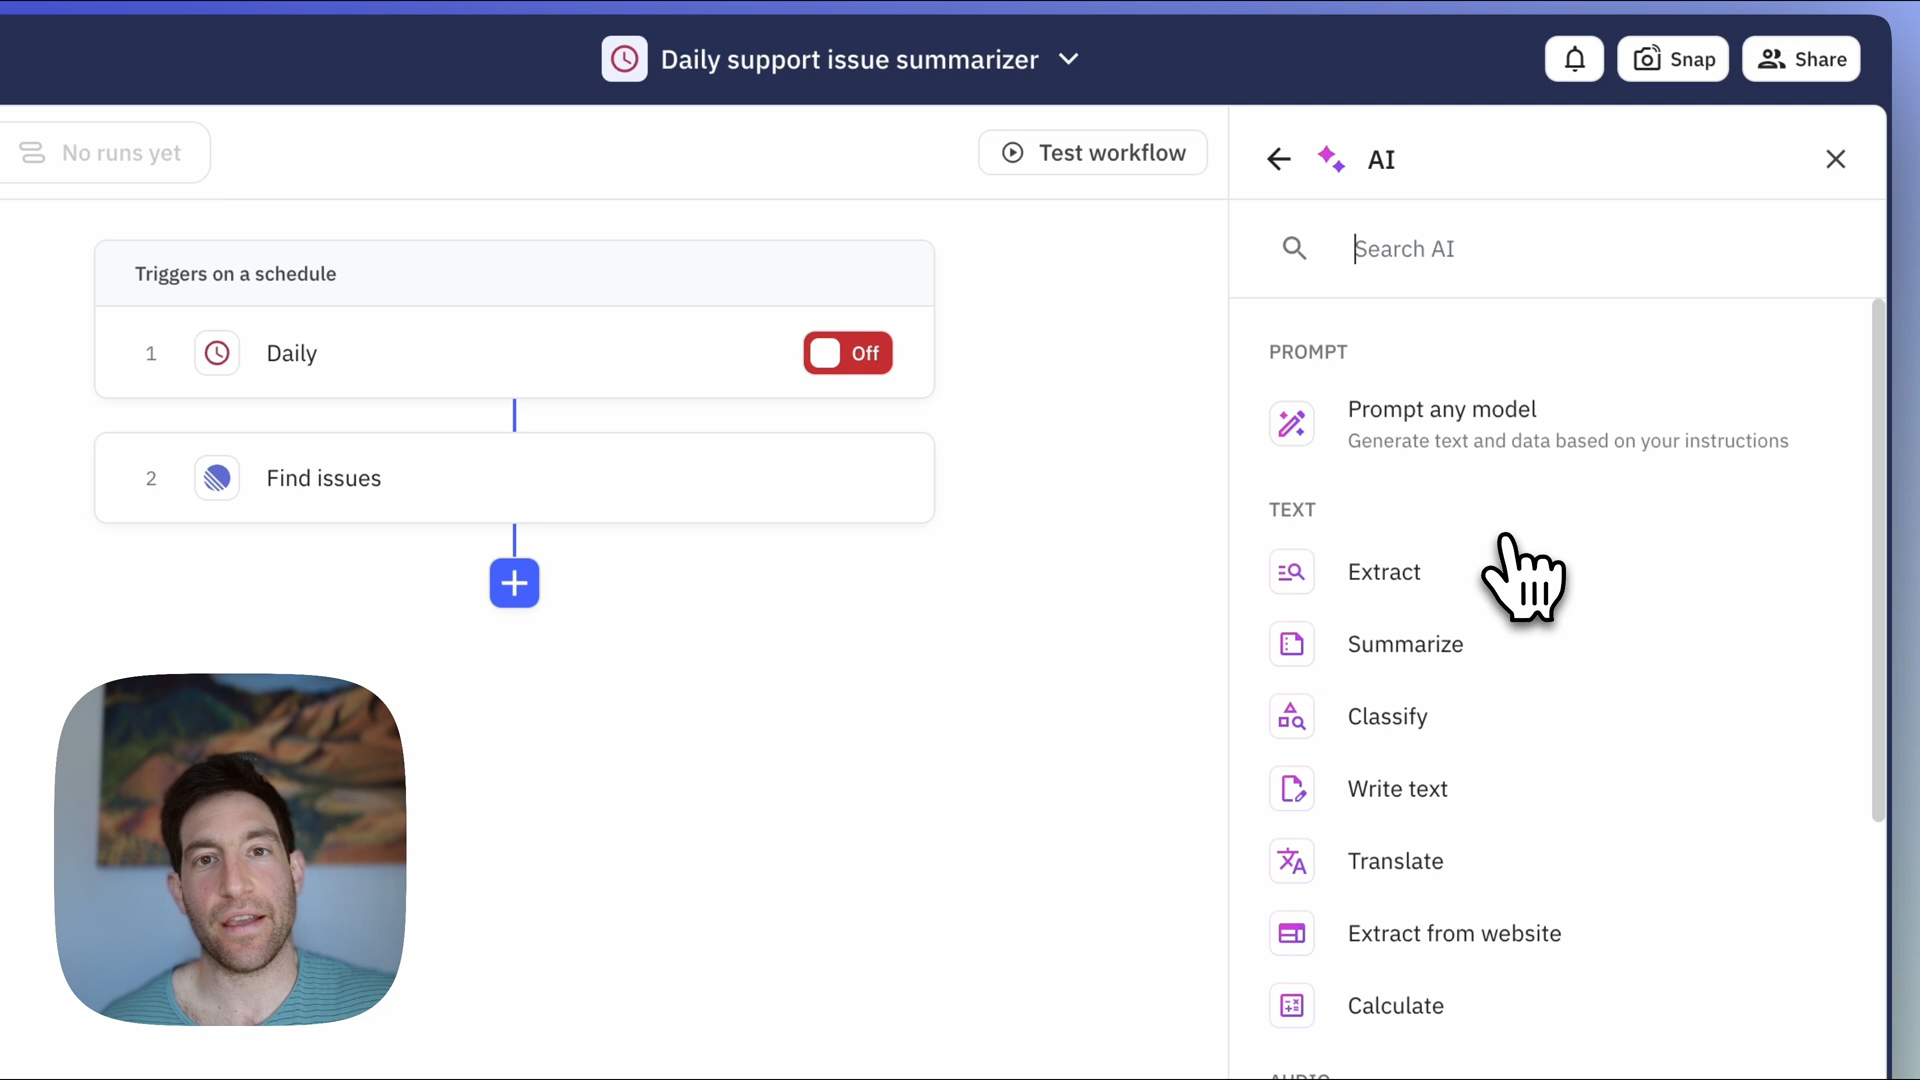 Daily support issue summarizer
Snap
Share
No runs yet
Test workflow
AI
Search AI
Triggers on a schedule
1 Daily Off
2 Find issues
PROMPT
Prompt any model
Generate text and data based on your instructions
TEXT
Extract
Summarize
Classify
Write text
Translate
Extract from website
Calculate
AUDIO